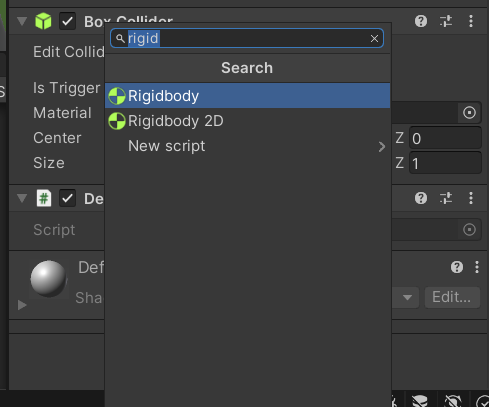 Box Collider
rigid
Edit Collid
Search
Is Trigger
Rigidbody
Material
Rigidbody 2D
Center
Z 0
New script
Size
Z 1
De
Script
Def
Sha
Edit...